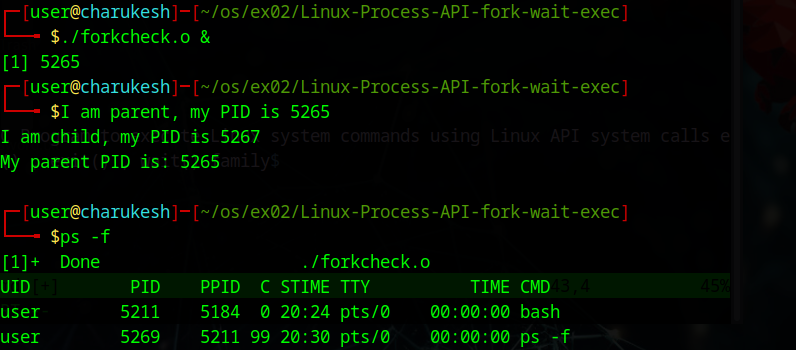 ┌─[user@charukesh]─[~/os/ex02/Linux-Process-API-fork-wait-exec]
└──╼ $./forkcheck.o &
[1] 5265
┌─[user@charukesh]─[~/os/ex02/Linux-Process-API-fork-wait-exec]
└──╼ $I am parent, my PID is 5265
I am child, my PID is 5267
My parent PID is: 5265
┌─[user@charukesh]─[~/os/ex02/Linux-Process-API-fork-wait-exec]
└──╼ $ps -f
[1]+  Done                    ./forkcheck.o
UID          PID    PPID  C STIME TTY          TIME CMD
user        5211    5184  0 20:24 pts/0    00:00:00 bash
user        5269    5211 99 20:30 pts/0    00:00:00 ps -f